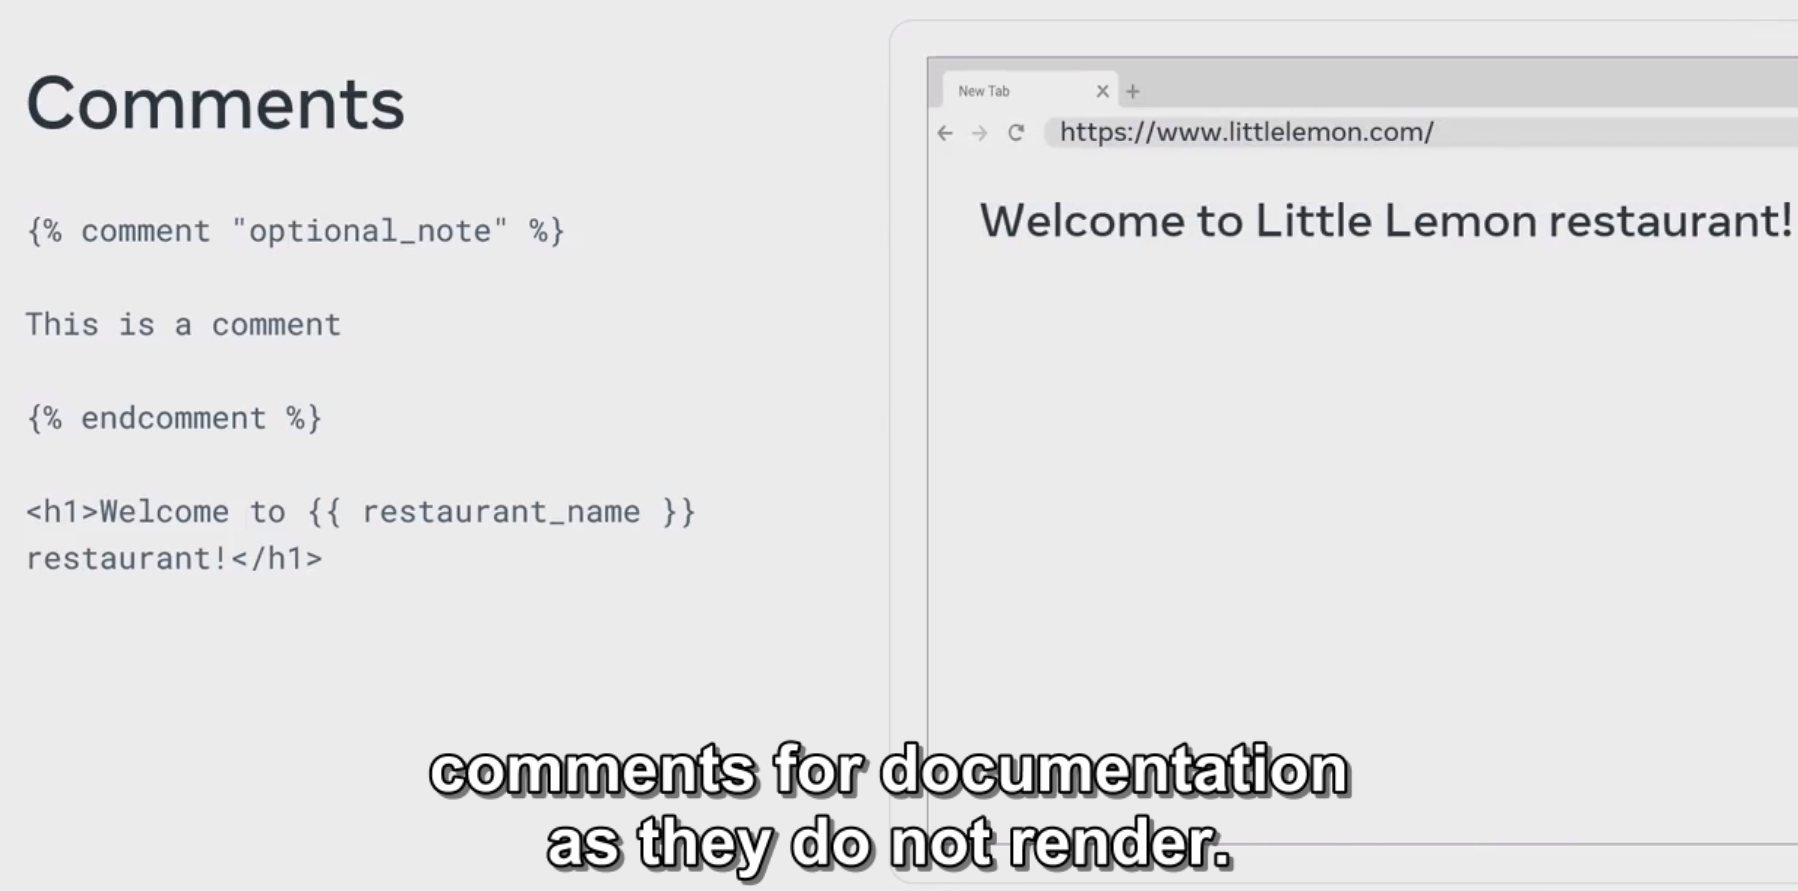 Comments
{% comment "optional_note" %}
This is a comment
{% endcomment %}
<h1>Welcome to {{ restaurant_name }}
restaurant!</h1>
New Tab
https://www.littlelemon.com/
Welcome to Little Lemon restaurant!
comments for documentation
as they do not render.